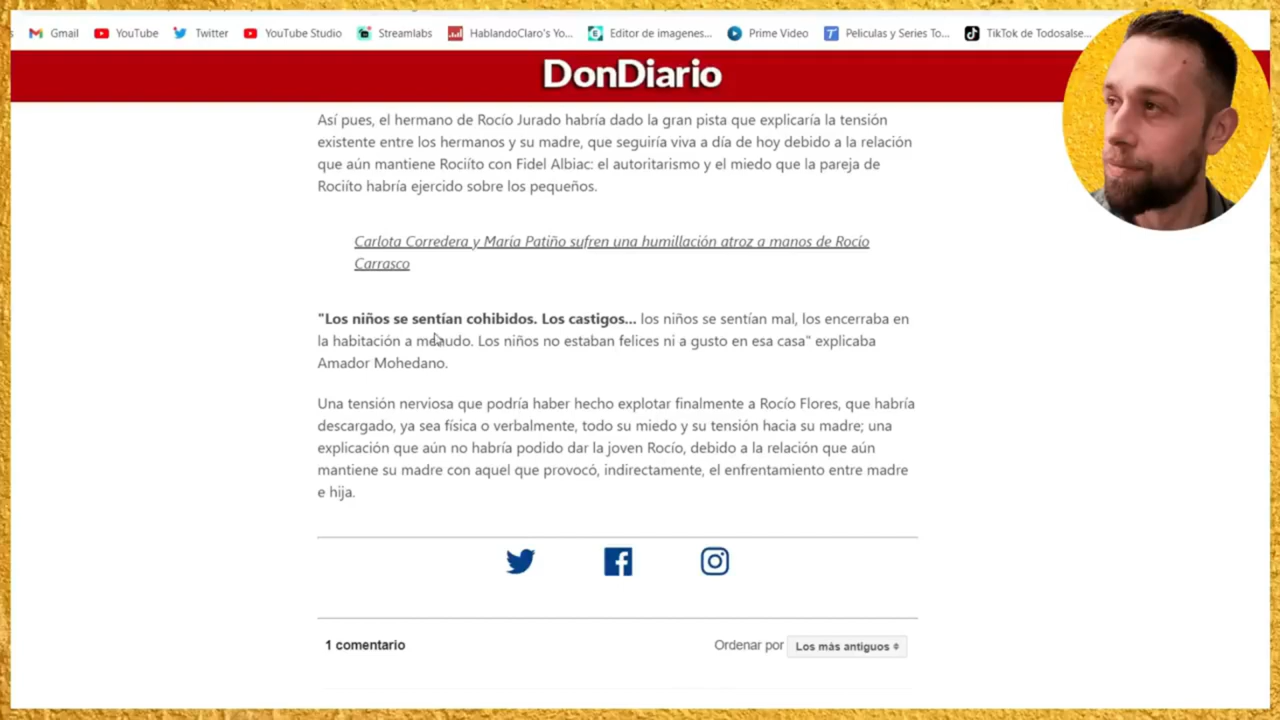 Gmail YouTube Twitter YouTube Studio Streamlabs HablandoClaro's Yo... Editor de imagenes... Prime Video Peliculas y Series To... TikTok de Todosalse...
DonDiario
Así pues, el hermano de Rocío Jurado habría dado la gran pista que explicaría la tensión
existente entre los hermanos y su madre, que seguiría viva a día de hoy debido a la relación
que aún mantiene Rociíto con Fidel Albiac: el autoritarismo y el miedo que la pareja de
Rociíto habría ejercido sobre los pequeños.
Carlota Corredera y María Patiño sufren una humillación atroz a manos de Rocío
Carrasco
"Los niños se sentían cohibidos. Los castigos... los niños se sentían mal, los encerraba en
la habitación a menudo. Los niños no estaban felices ni a gusto en esa casa" explicaba
Amador Mohedano.
Una tensión nerviosa que podría haber hecho explotar finalmente a Rocío Flores, que habría
descargado, ya sea física o verbalmente, todo su miedo y su tensión hacia su madre; una
explicación que aún no habría podido dar la joven Rocío, debido a la relación que aún
mantiene su madre con aquel que provocó, indirectamente, el enfrentamiento entre madre
e hija.
1 comentario
Ordenar por Los más antiguos